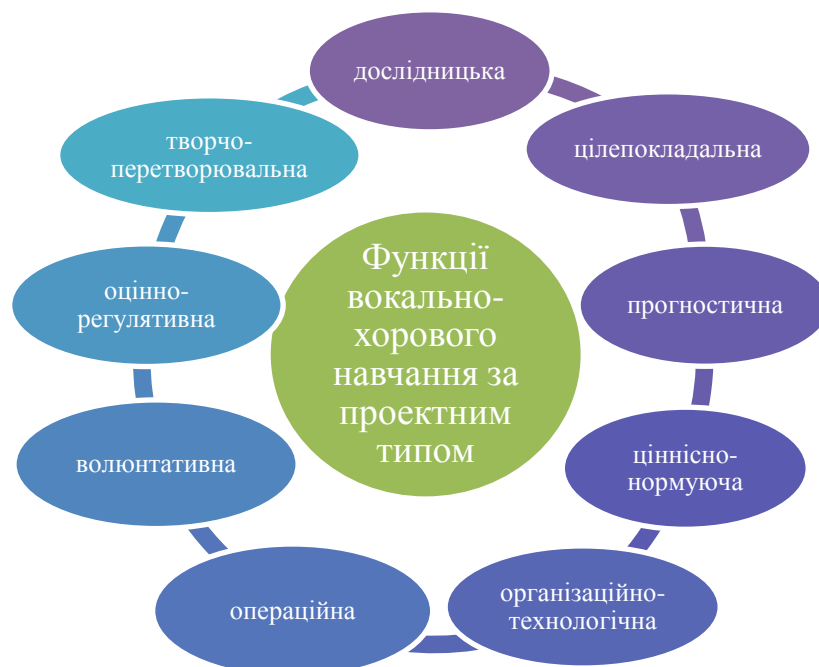 дослідницька
цілепокладальна
прогностична
ціннісно-
нормуюча
організаційно-
технологічна
операційна
волюнтативна
оцінно-
регулятивна
творчо-
перетворювальна
Функції
вокально-
хорового
навчання за
проектним
типом